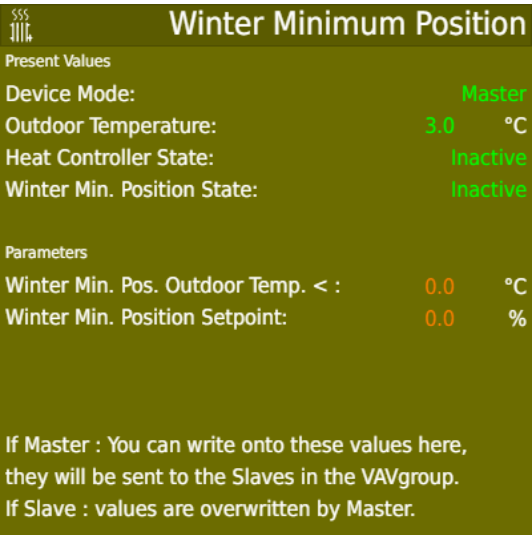 Winter Minimum Position
Present Values
Device Mode: Master
Outdoor Temperature: 3.0 °C
Heat Controller State: Inactive
Winter Min. Position State: Inactive
Parameters
Winter Min. Pos. Outdoor Temp. < : 0.0 °C
Winter Min. Position Setpoint: 0.0 %
If Master : You can write onto these values here,
they will be sent to the Slaves in the VAVgroup.
If Slave : values are overwritten by Master.